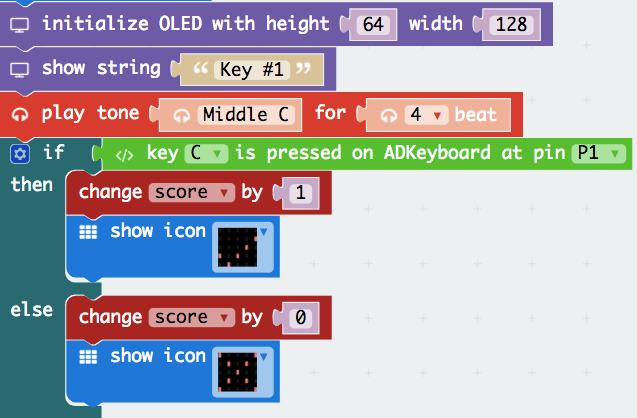 initialize OLED with height 64 width 128
show string “ Key #1 ”
play tone Middle C for 4 beat
if key C is pressed on ADKeyboard at pin P1
then change score by 1
show icon
else change score by 0
show icon